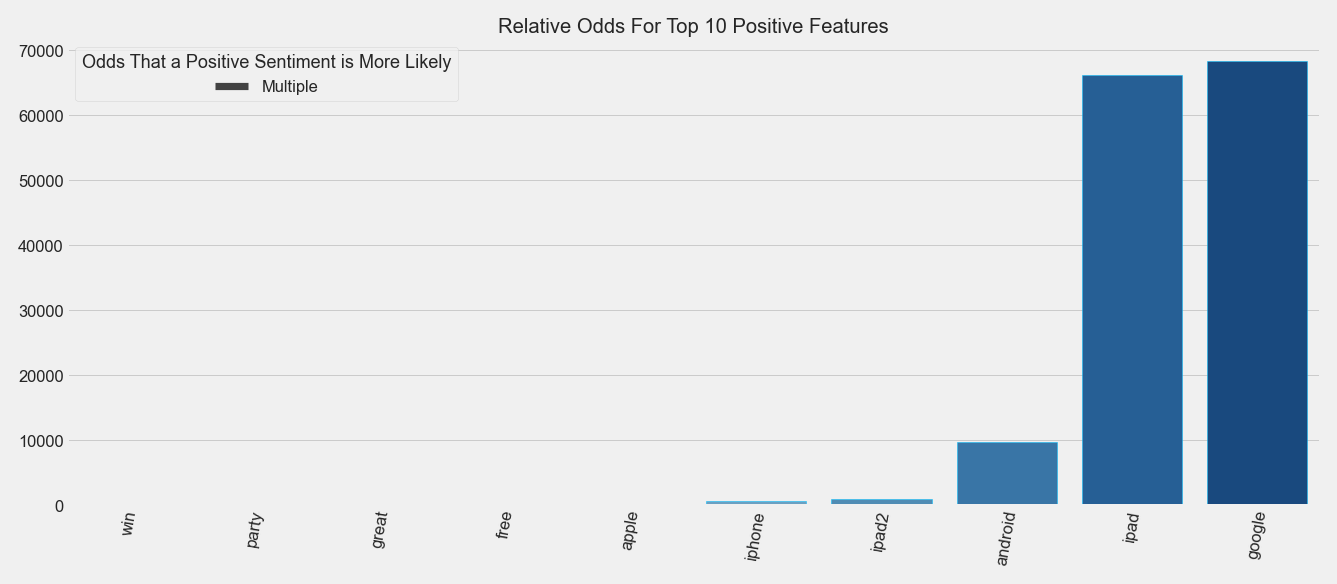 Relative Odds For Top 10 Positive Features
Odds That a Positive Sentiment is More Likely
Multiple
70000
60000
50000
40000
30000
20000
10000
0
win
party
great
free
apple
iphone
ipad2
android
ipad
google